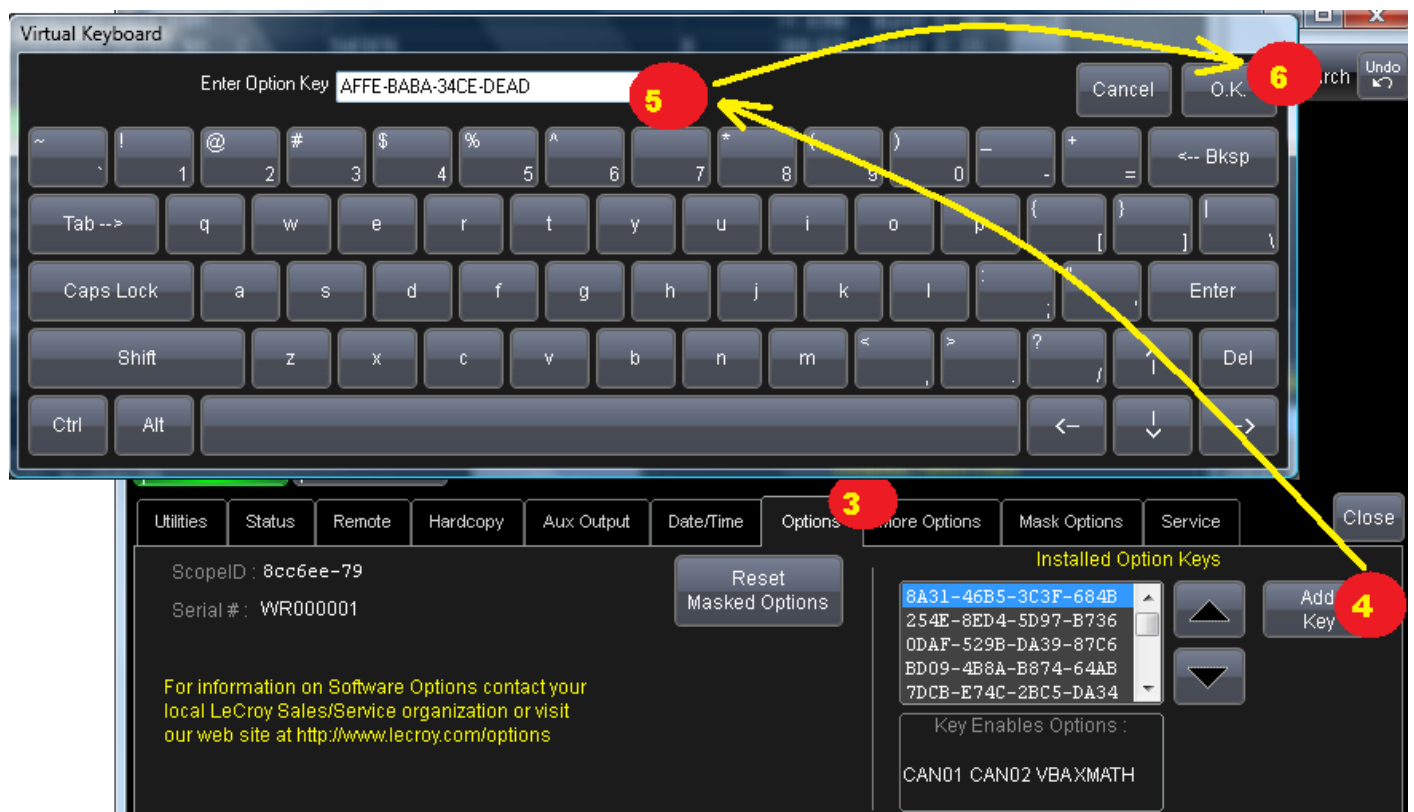 Virtual Keyboard
Enter Option Key AFFE-BABA-34CE-DEAD 5 Cancel O.K. 6 rch Undo
~ ` ! 1 @ 2 # 3 $ 4 % 5 ^ 6 7 * 8 ( 9 ) 0 _ - + = <-- Bksp
Tab --> q w e r t y u i o p { [ } ] | \
Caps Lock a s d f g h j k l : ; " ' Enter
Shift z x c v b n m < , > . ? / Del
Ctrl Alt <- ->
Utilities Status Remote Hardcopy Aux Output Date/Time Options 3 More Options Mask Options Service Close
ScopeID : 8cc6ee-79
Serial # : WR000001
Reset
Masked Options
For information on Software Options contact your
local LeCroy Sales/Service organization or visit
our web site at http://www.lecroy.com/options
Installed Option Keys
8A31-46B5-3C3F-684B
254E-8ED4-5D97-B736
0DAF-529B-DA39-87C6
BD09-4B8A-B874-64AB
7DCB-E74C-2BC5-DA34
Add
Key
4
Key Enables Options :
CAN01 CAN02 VBAXMATH